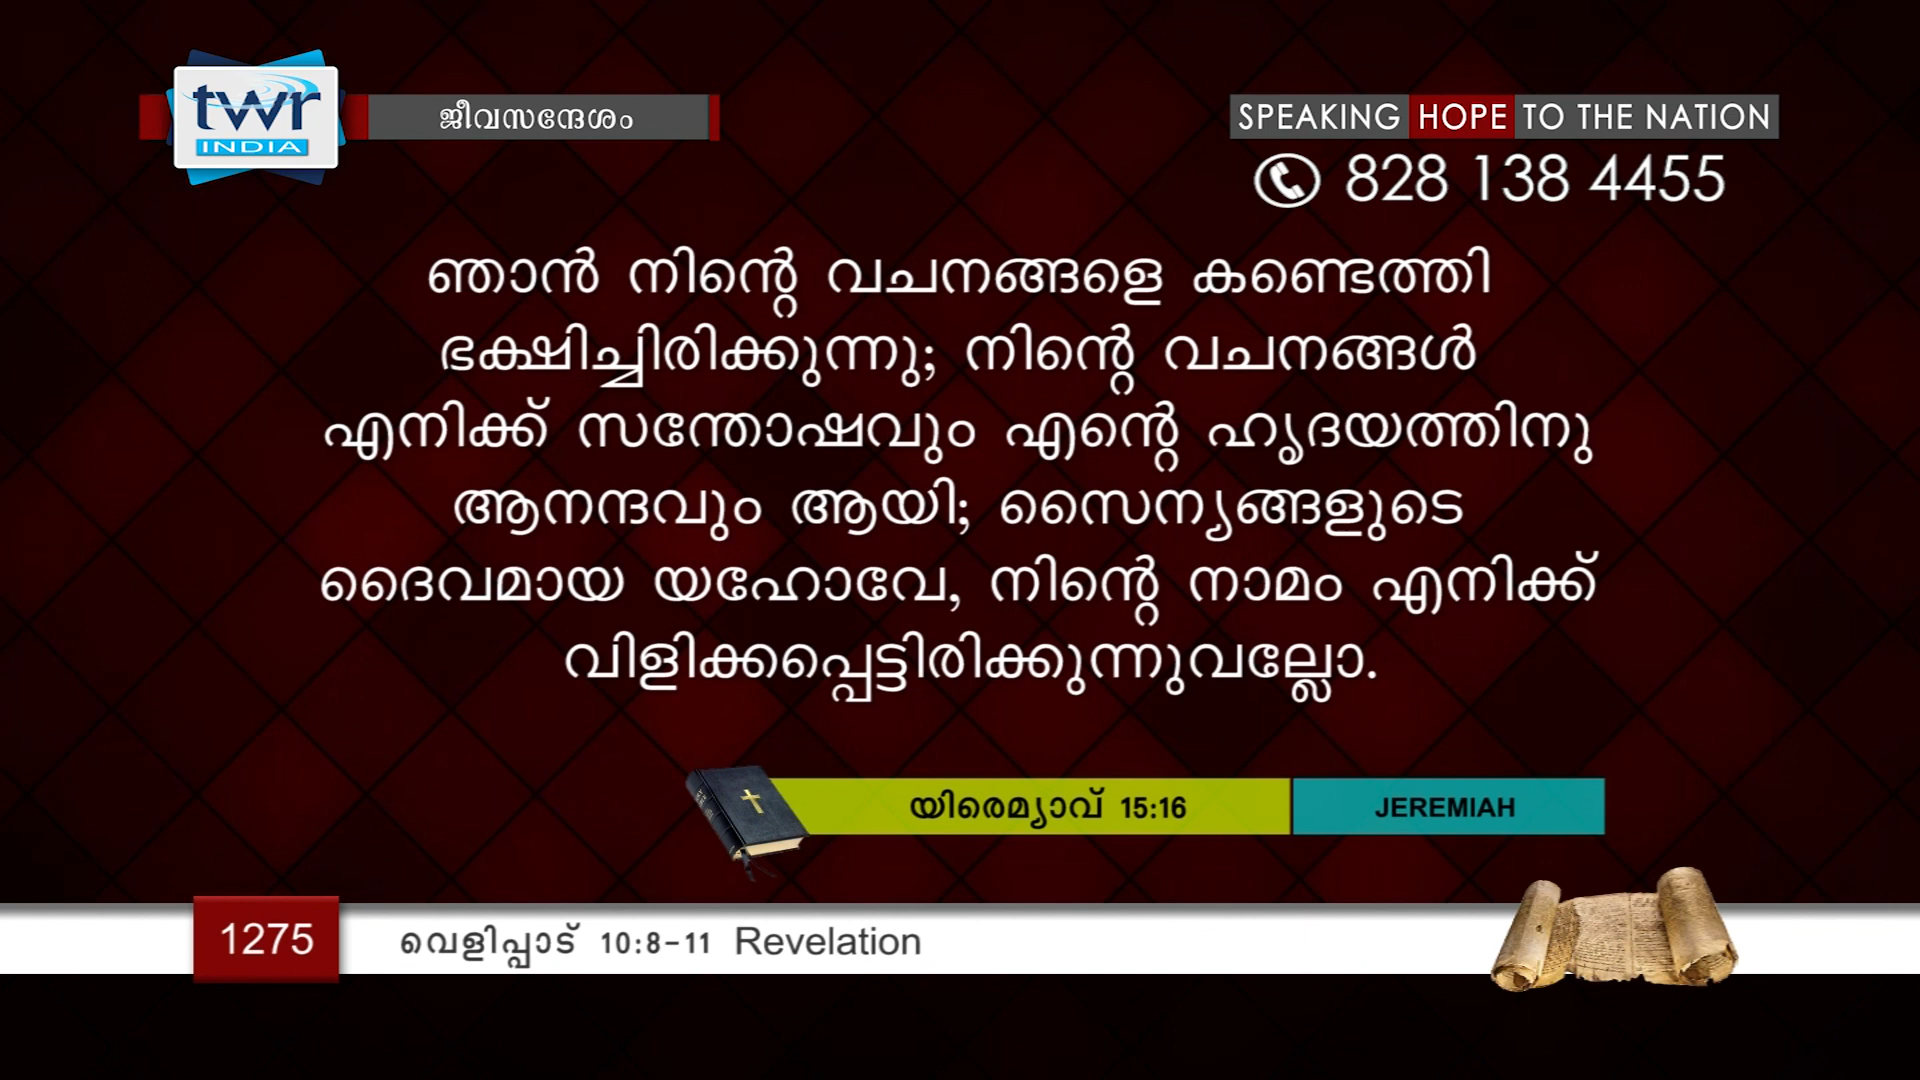 twr
INDIA
ജീവസന്ദേശം
SPEAKING HOPE TO THE NATION
828 138 4455
ഞാൻ നിന്റെ വചനങ്ങളെ കണ്ടെത്തി
ഭക്ഷിച്ചിരിക്കുന്നു; നിന്റെ വചനങ്ങൾ
എനിക്ക് സന്തോഷവും എന്റെ ഹൃദയത്തിനു
ആനന്ദവും ആയി; സൈന്യങ്ങളുടെ
ദൈവമായ യഹോവേ, നിന്റെ നാമം എനിക്ക്
വിളിക്കപ്പെട്ടിരിക്കുന്നുവല്ലോ.
യിരെമ്യാവ് 15:16 JEREMIAH
1275 വെളിപ്പാട് 10:8-11 Revelation